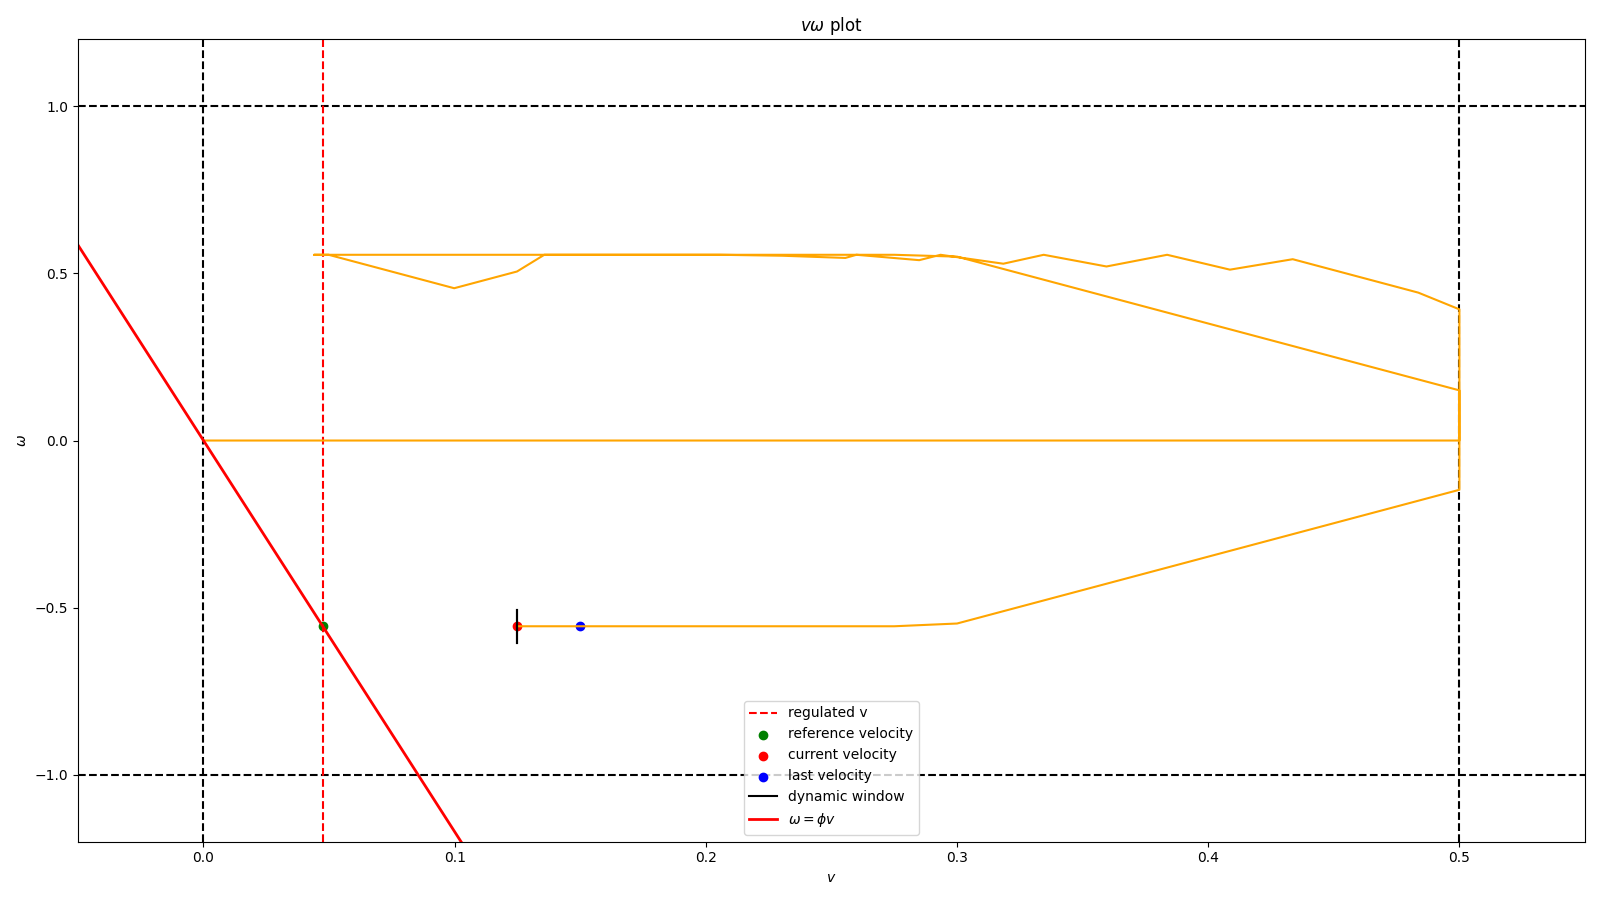 vω plot
1.0
0.5
0.0
−0.5
−1.0
ω
regulated v
reference velocity
current velocity
last velocity
dynamic window
ω = ϕv
0.0 0.1 0.2 0.3 0.4 0.5
v